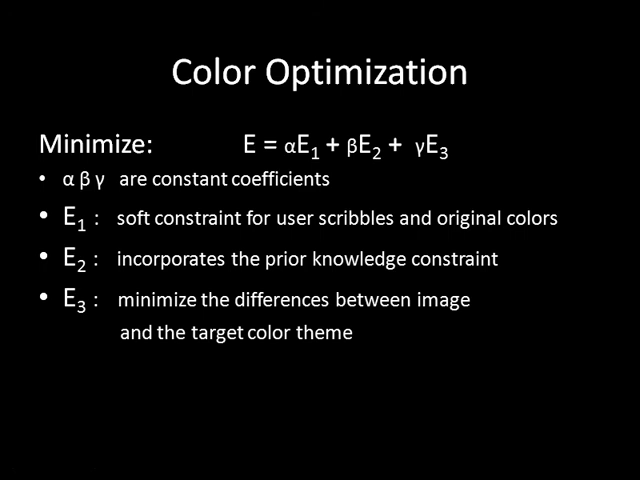 Color Optimization
Minimize: E = αE₁ + βE₂ + γE₃
• α β γ are constant coefficients
• E₁ : soft constraint for user scribbles and original colors
• E₂ : incorporates the prior knowledge constraint
• E₃ : minimize the differences between image
and the target color theme